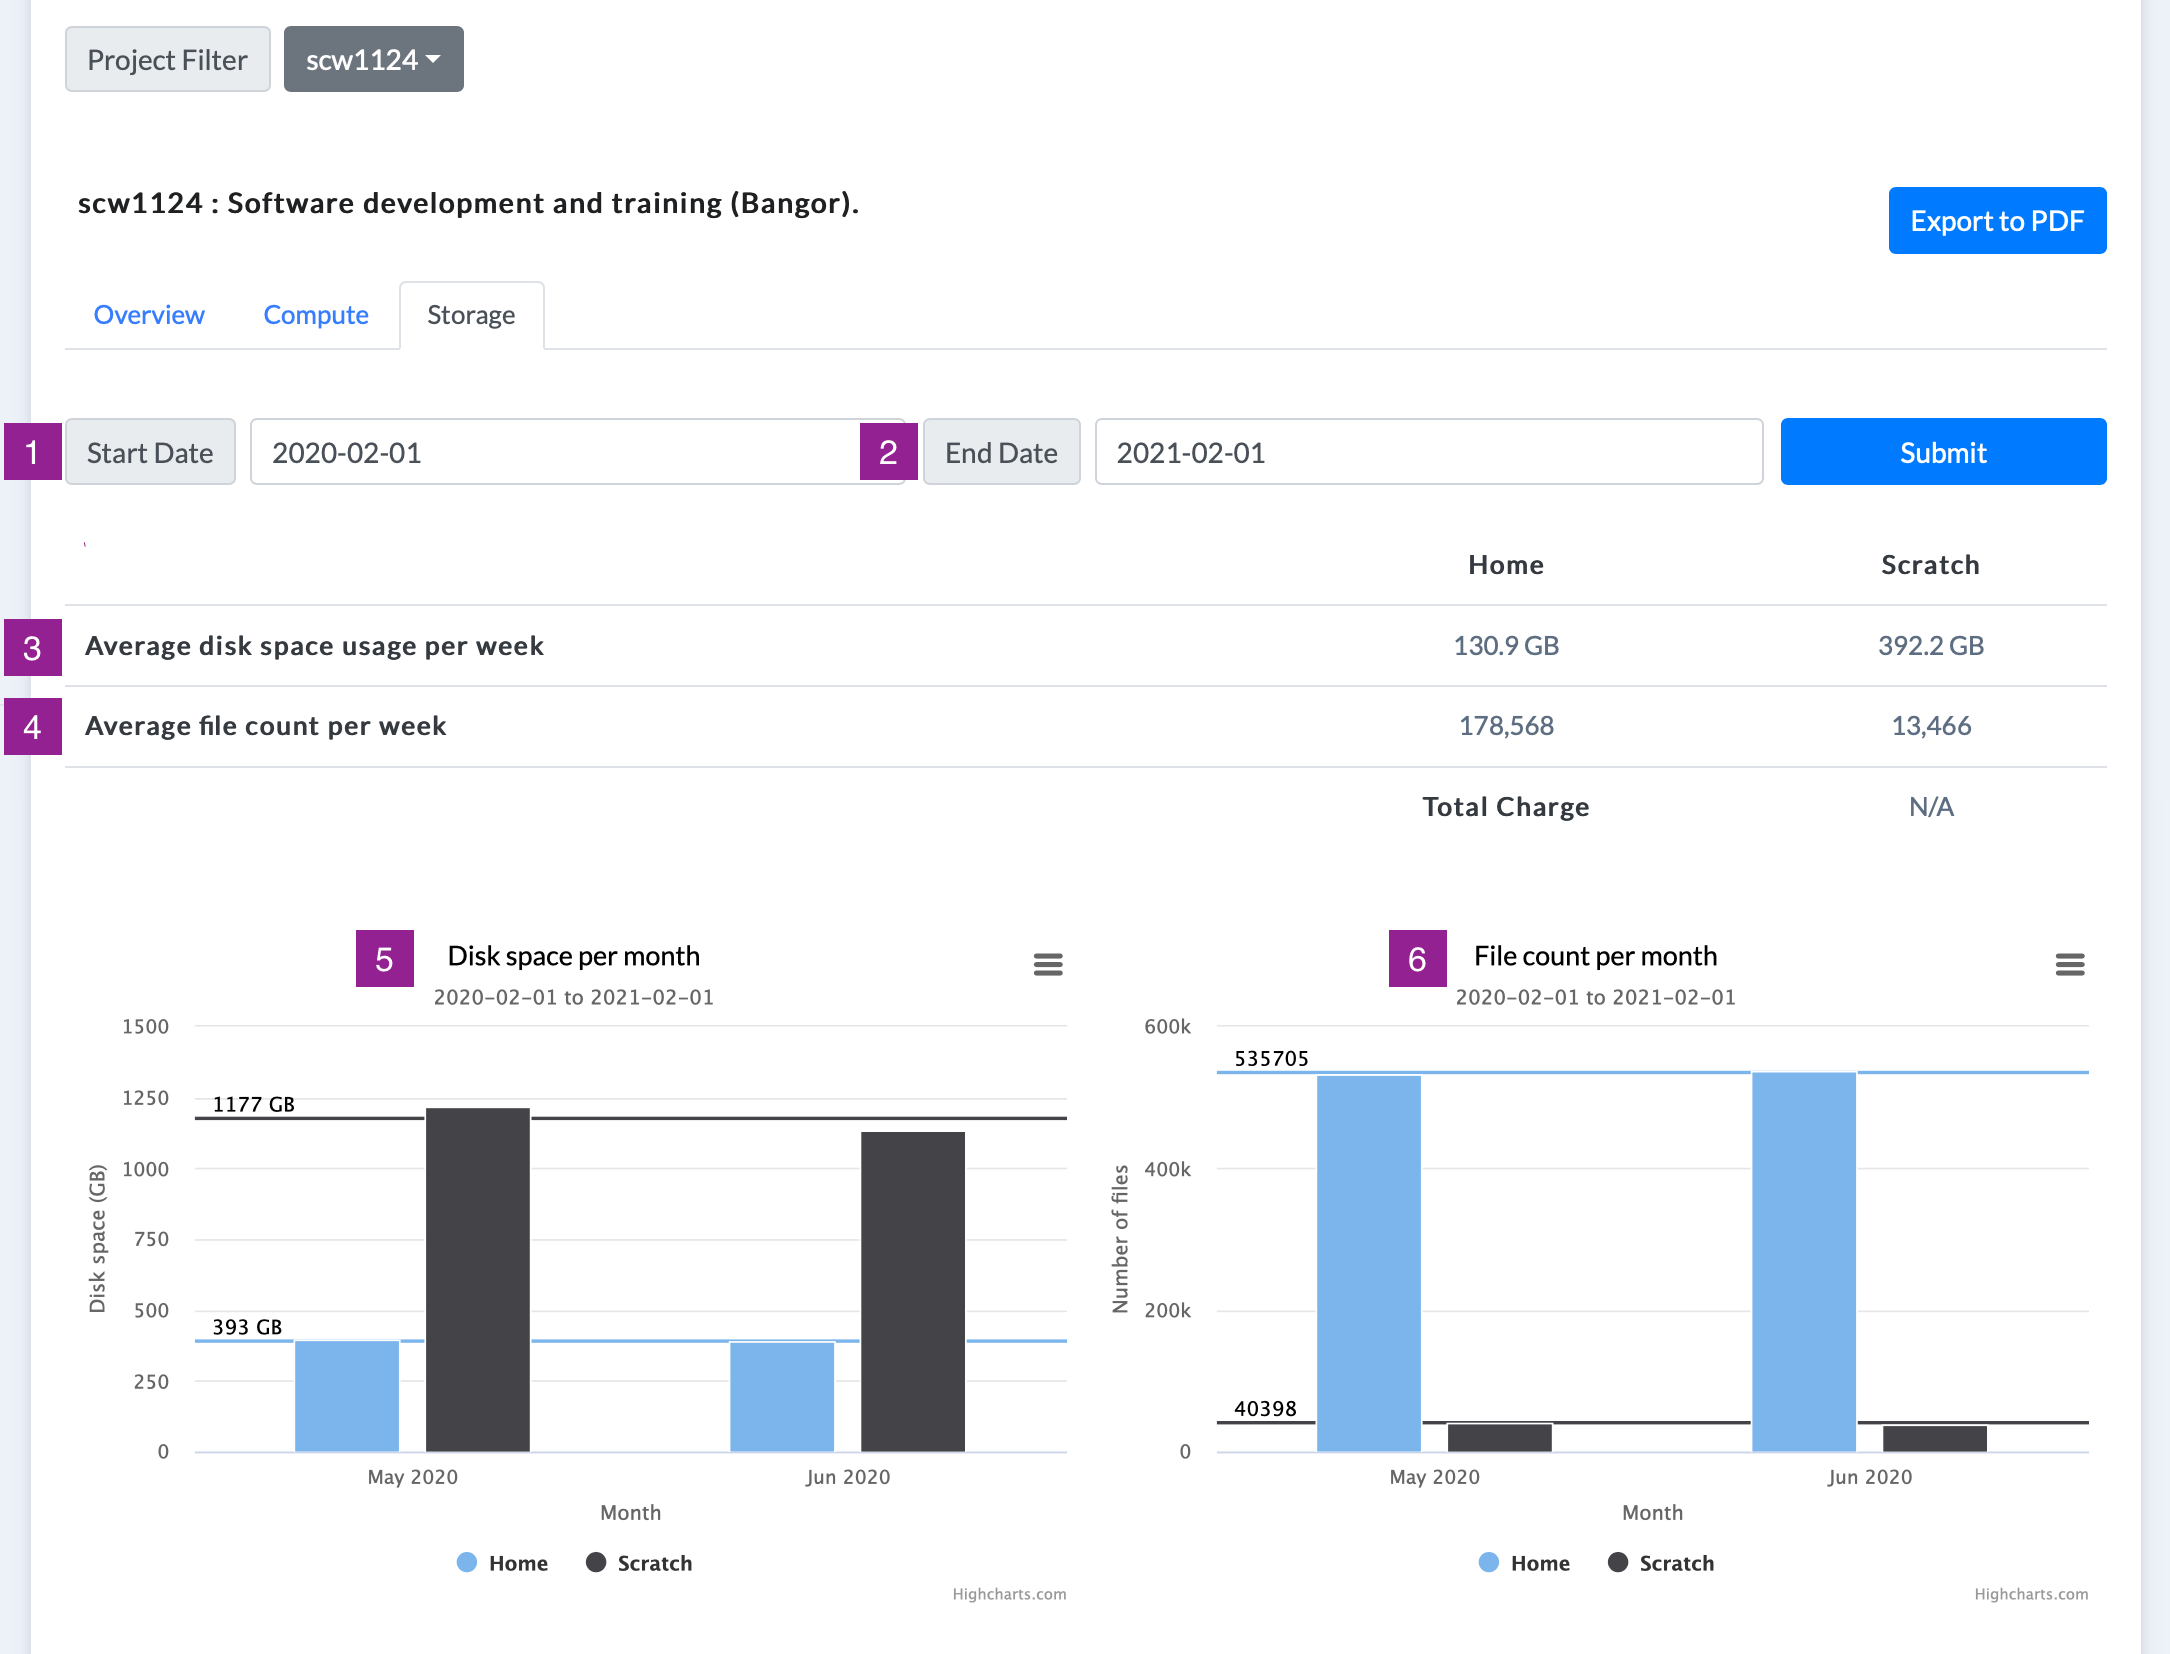 Project Filter scw1124
scw1124 : Software development and training (Bangor).
Export to PDF
Overview Compute Storage
1 Start Date 2020-02-01 2 End Date 2021-02-01 Submit
Home Scratch
3 Average disk space usage per week 130.9 GB 392.2 GB
4 Average file count per week 178,568 13,466
Total Charge N/A
5 Disk space per month
2020-02-01 to 2021-02-01
1500
1250
1000
750
500
250
0
1177 GB
393 GB
Disk space (GB)
May 2020 Jun 2020
Month
Home Scratch
Highcharts.com
6 File count per month
2020-02-01 to 2021-02-01
600k
400k
200k
0
535705
40398
Number of files
May 2020 Jun 2020
Month
Home Scratch
Highcharts.com